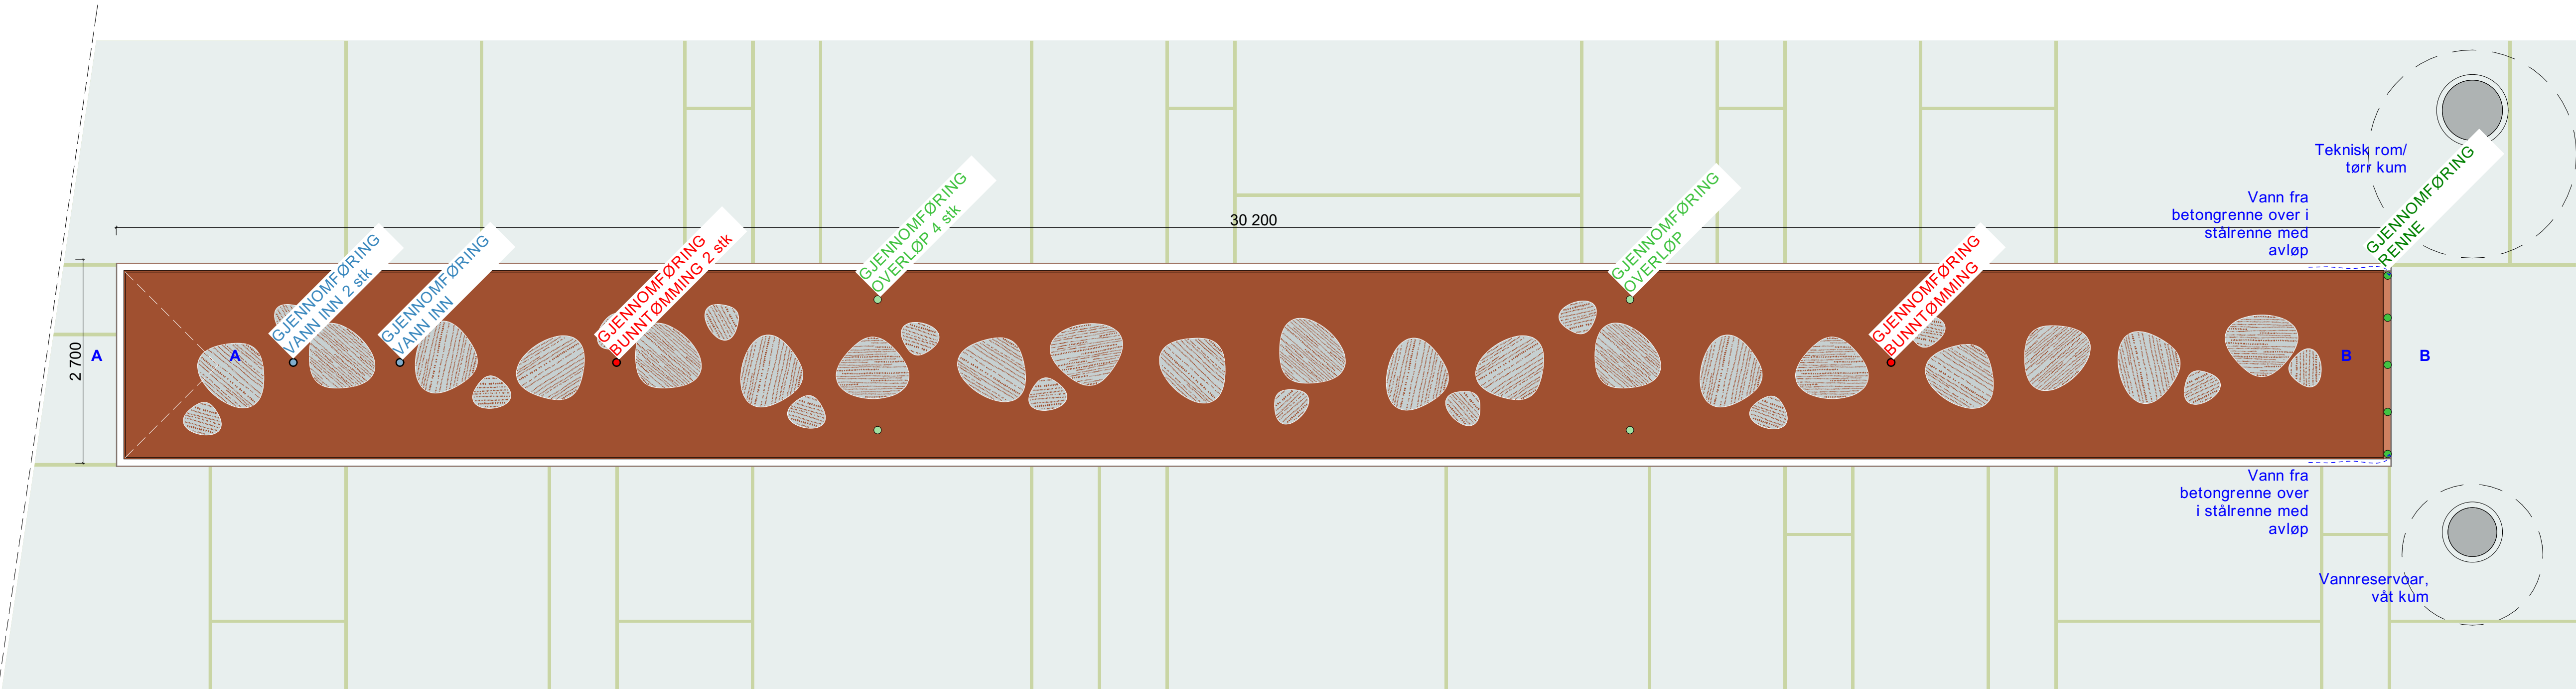 Teknisk rom/
tørr kum
Vann fra
betongrenne over i
stålrenne med
avløp
GJENNOMFØRING
RENNE
30 200
GJENNOMFØRING
VANN INN 2 stk
GJENNOMFØRING
VANN INN
GJENNOMFØRING
BUNNTØMMING 2 stk
GJENNOMFØRING
OVERLØP 4 stk
GJENNOMFØRING
OVERLØP
GJENNOMFØRING
BUNNTØMMING
2 700
A
A
B
B
Vann fra
betongrenne over
i stålrenne med
avløp
Vannreservoar,
våt kum